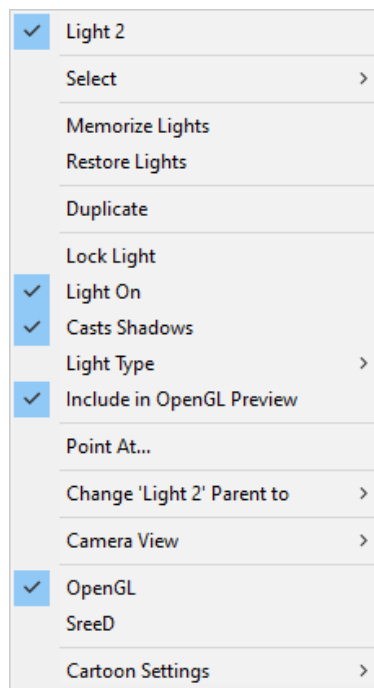 Light 2
Select
Memorize Lights
Restore Lights
Duplicate
Lock Light
Light On
Casts Shadows
Light Type
Include in OpenGL Preview
Point At...
Change 'Light 2' Parent to
Camera View
OpenGL
SreeD
Cartoon Settings